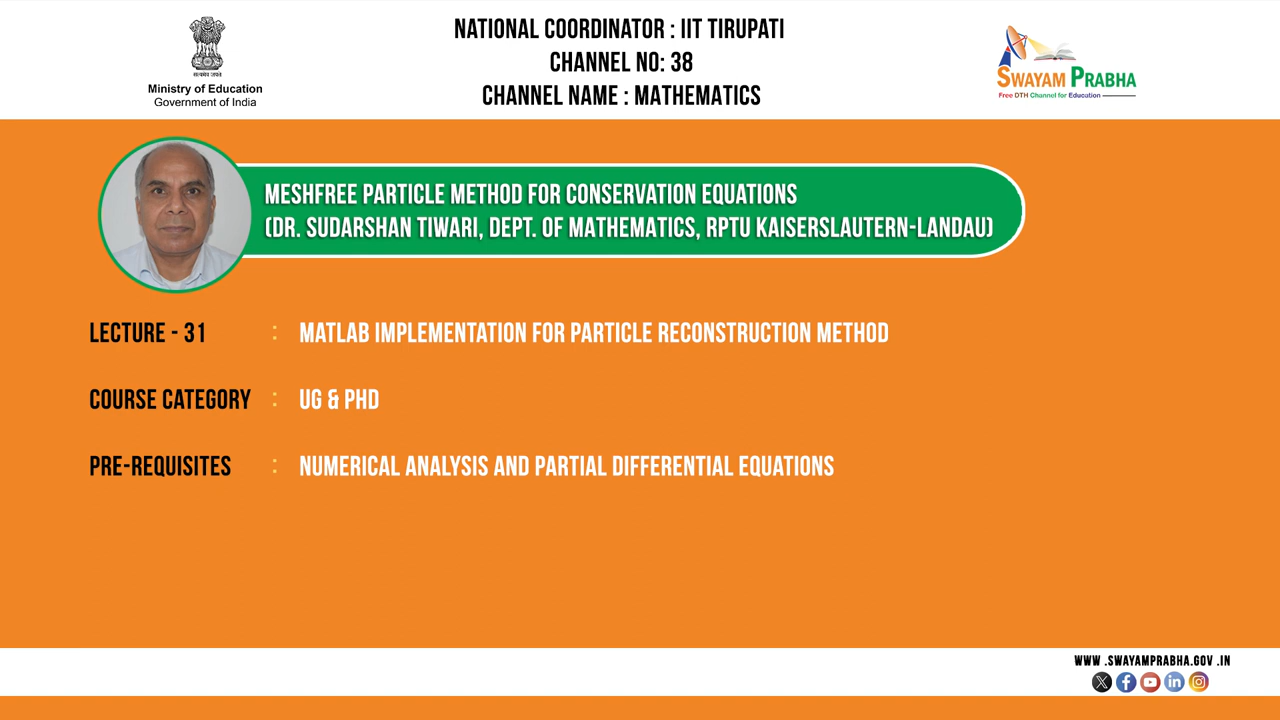 NATIONAL COORDINATOR : IIT TIRUPATI
CHANNEL NO: 38
CHANNEL NAME : MATHEMATICS
सत्यमेव जयते
Ministry of Education
Government of India
SWAYAM PRABHA
Free DTH Channel for Education
MESHFREE PARTICLE METHOD FOR CONSERVATION EQUATIONS
(DR. SUDARSHAN TIWARI, DEPT. OF MATHEMATICS, RPTU KAISERSLAUTERN-LANDAU)
LECTURE - 31 : MATLAB IMPLEMENTATION FOR PARTICLE RECONSTRUCTION METHOD
COURSE CATEGORY : UG & PHD
PRE-REQUISITES : NUMERICAL ANALYSIS AND PARTIAL DIFFERENTIAL EQUATIONS
WWW .SWAYAMPRABHA.GOV .IN